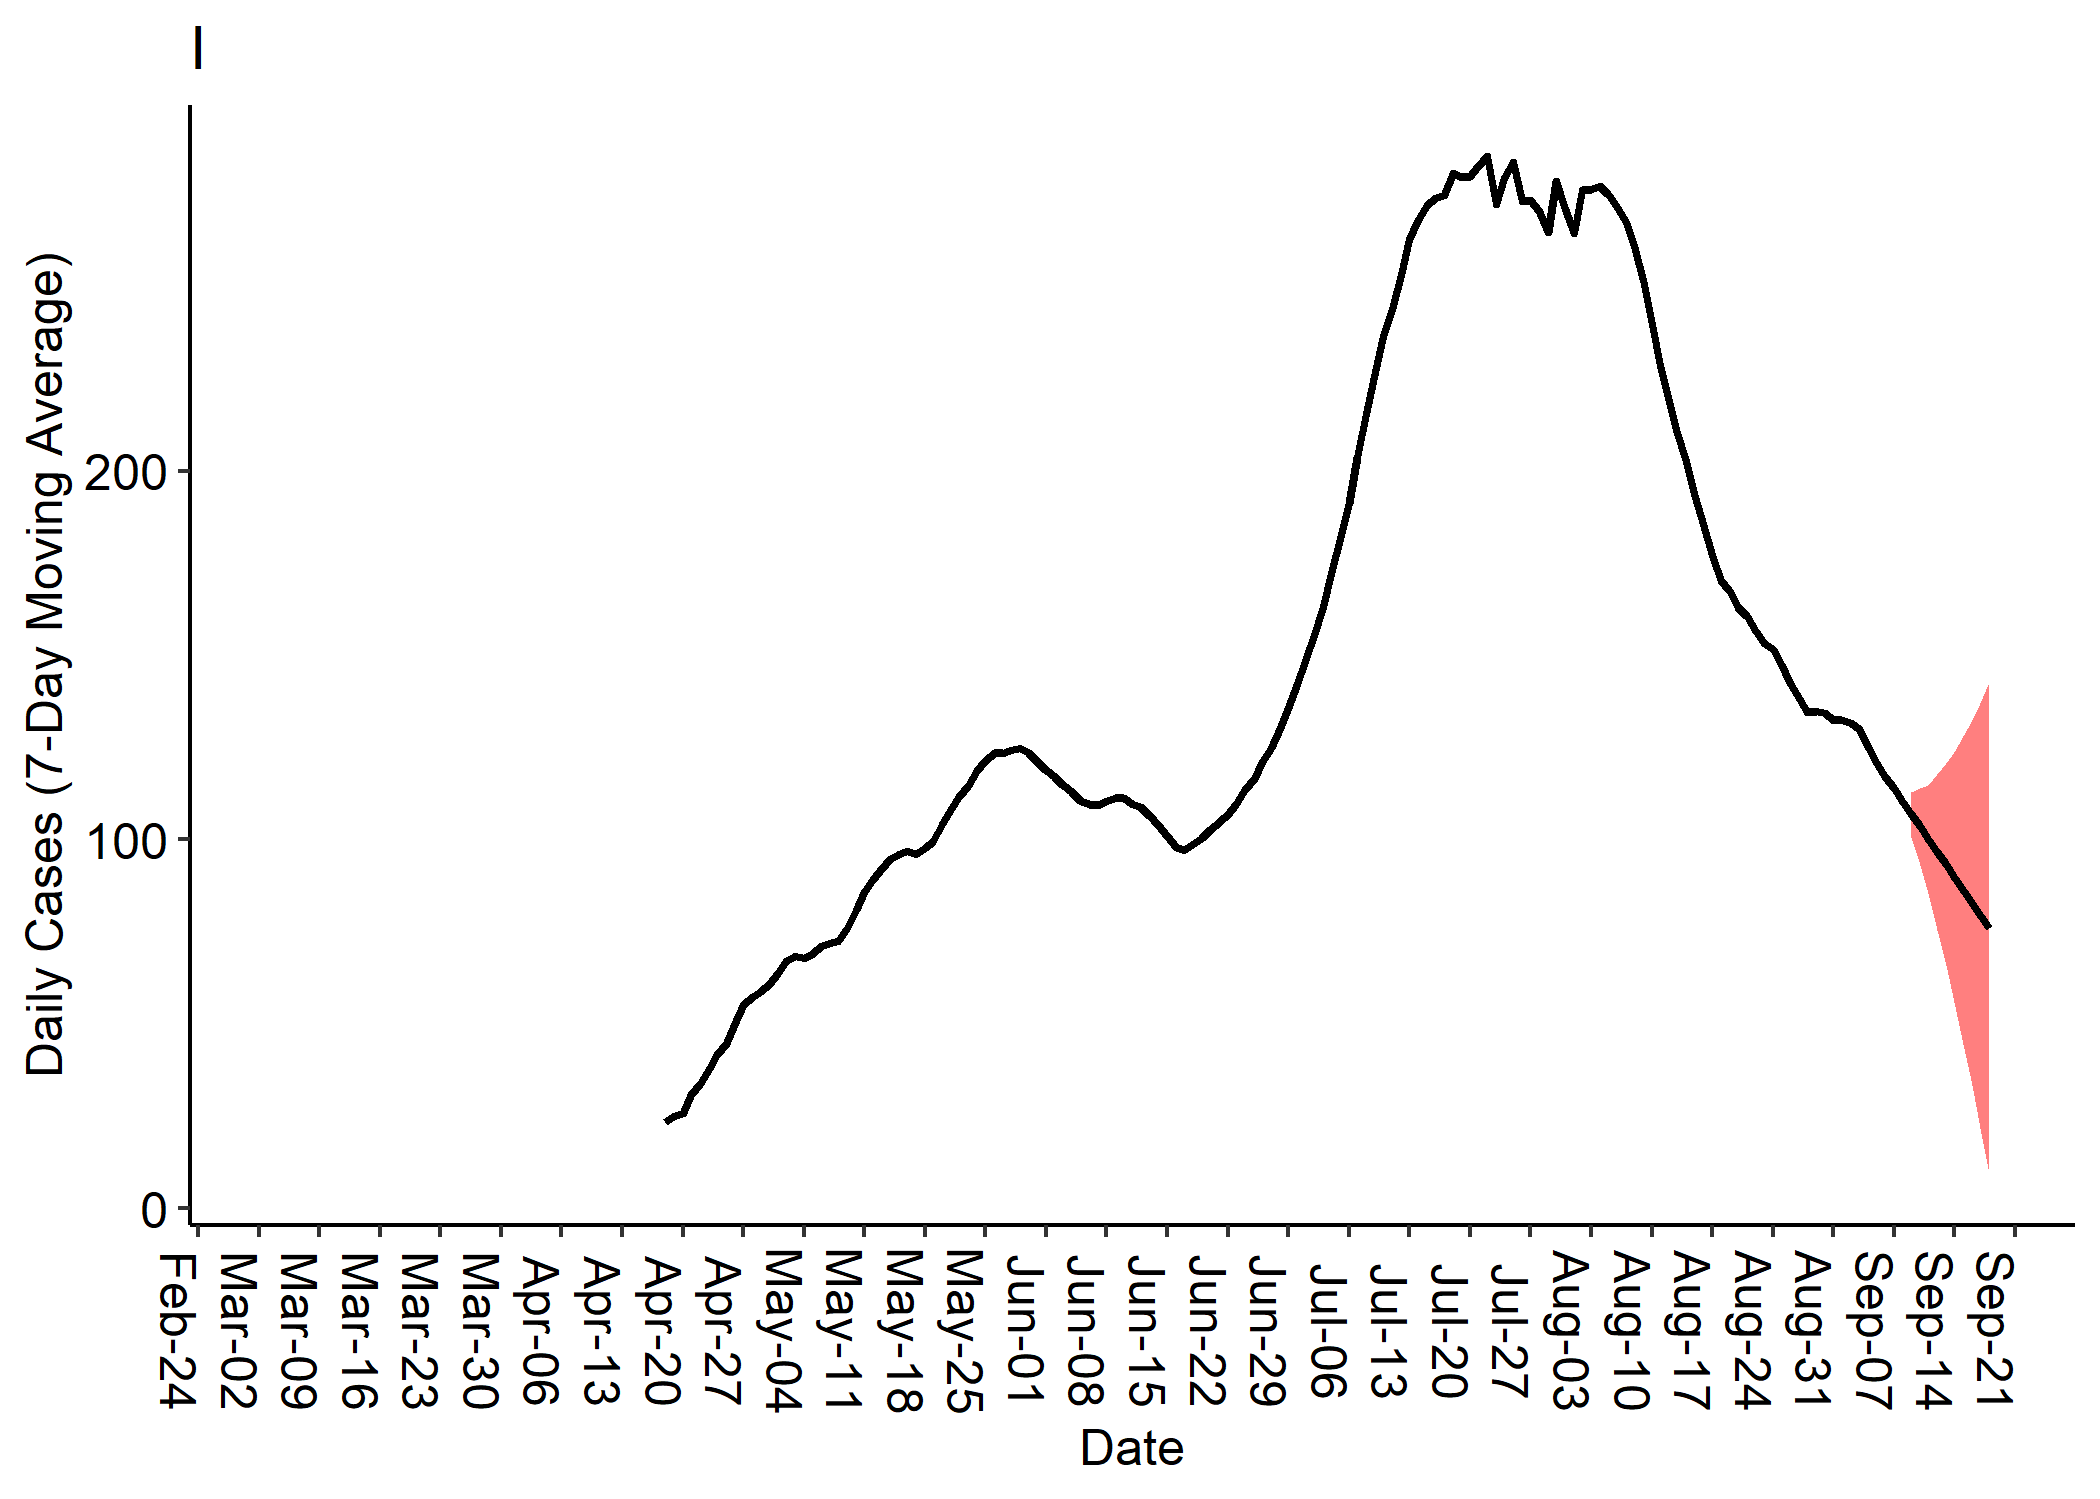 I
Daily Cases (7-Day Moving Average)
200
100
0
Feb-24
Mar-02
Mar-09
Mar-16
Mar-23
Mar-30
Apr-06
Apr-13
Apr-20
Apr-27
May-04
May-11
May-18
May-25
Jun-01
Jun-08
Jun-15
Jun-22
Jun-29
Jul-06
Jul-13
Jul-20
Jul-27
Aug-03
Aug-10
Aug-17
Aug-24
Aug-31
Sep-07
Sep-14
Sep-21
Date